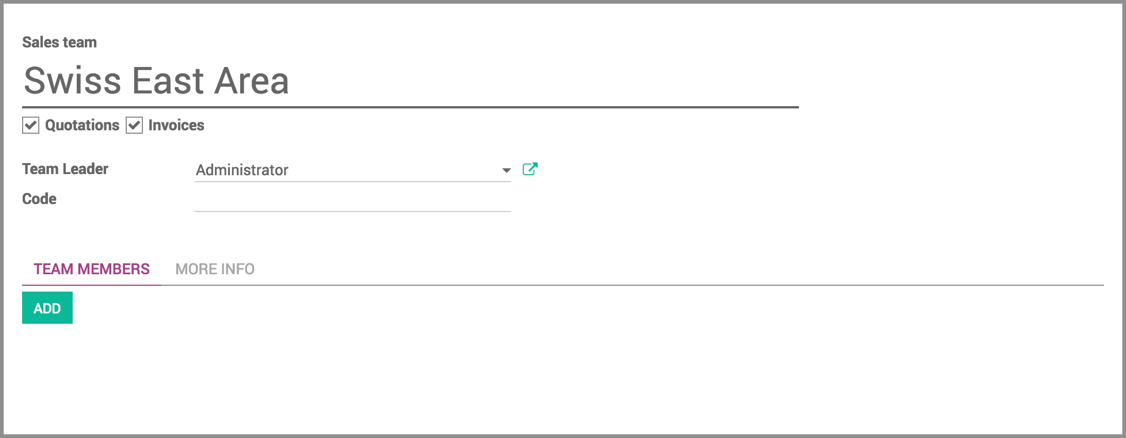 Sales team
Swiss East Area
Quotations Invoices
Team Leader Administrator
Code
TEAM MEMBERS MORE INFO
ADD